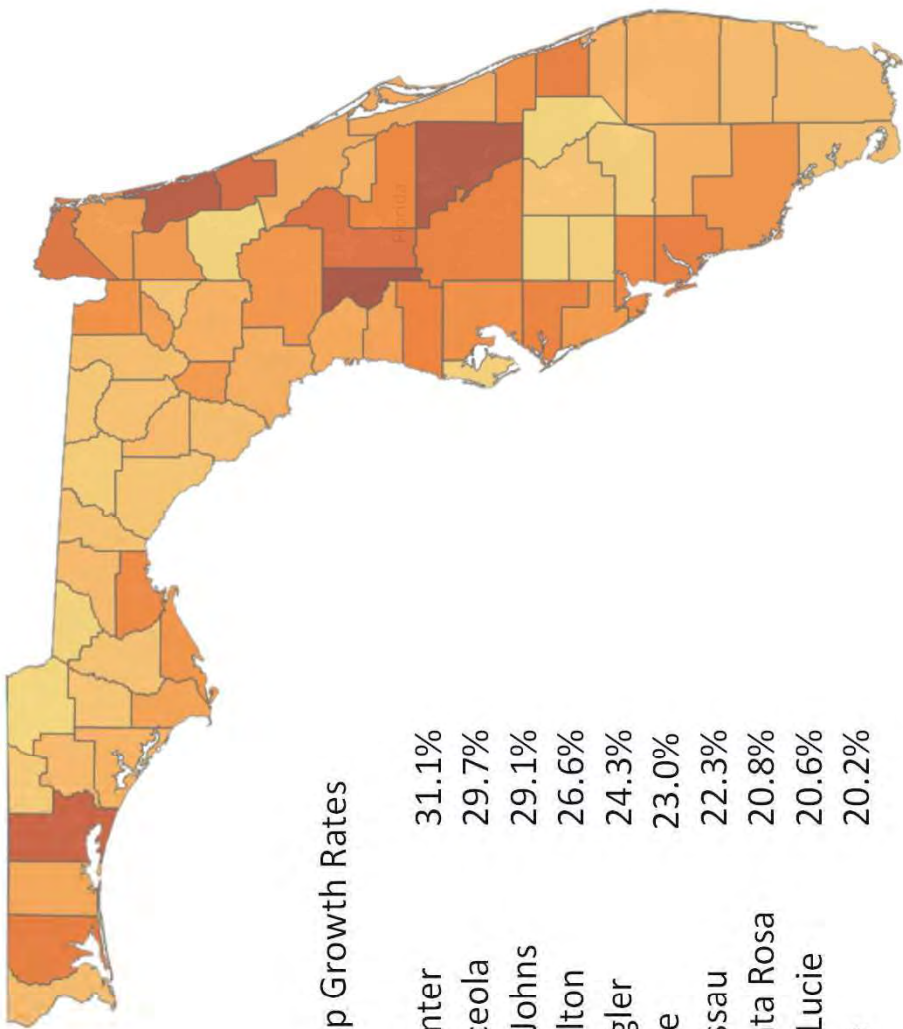 Florida
p Growth Rates
nter 31.1%
ceola 29.7%
Johns 29.1%
lton 26.6%
gler 24.3%
e 23.0%
ssau 22.3%
ta Rosa 20.8%
Lucie 20.6%
20.2%